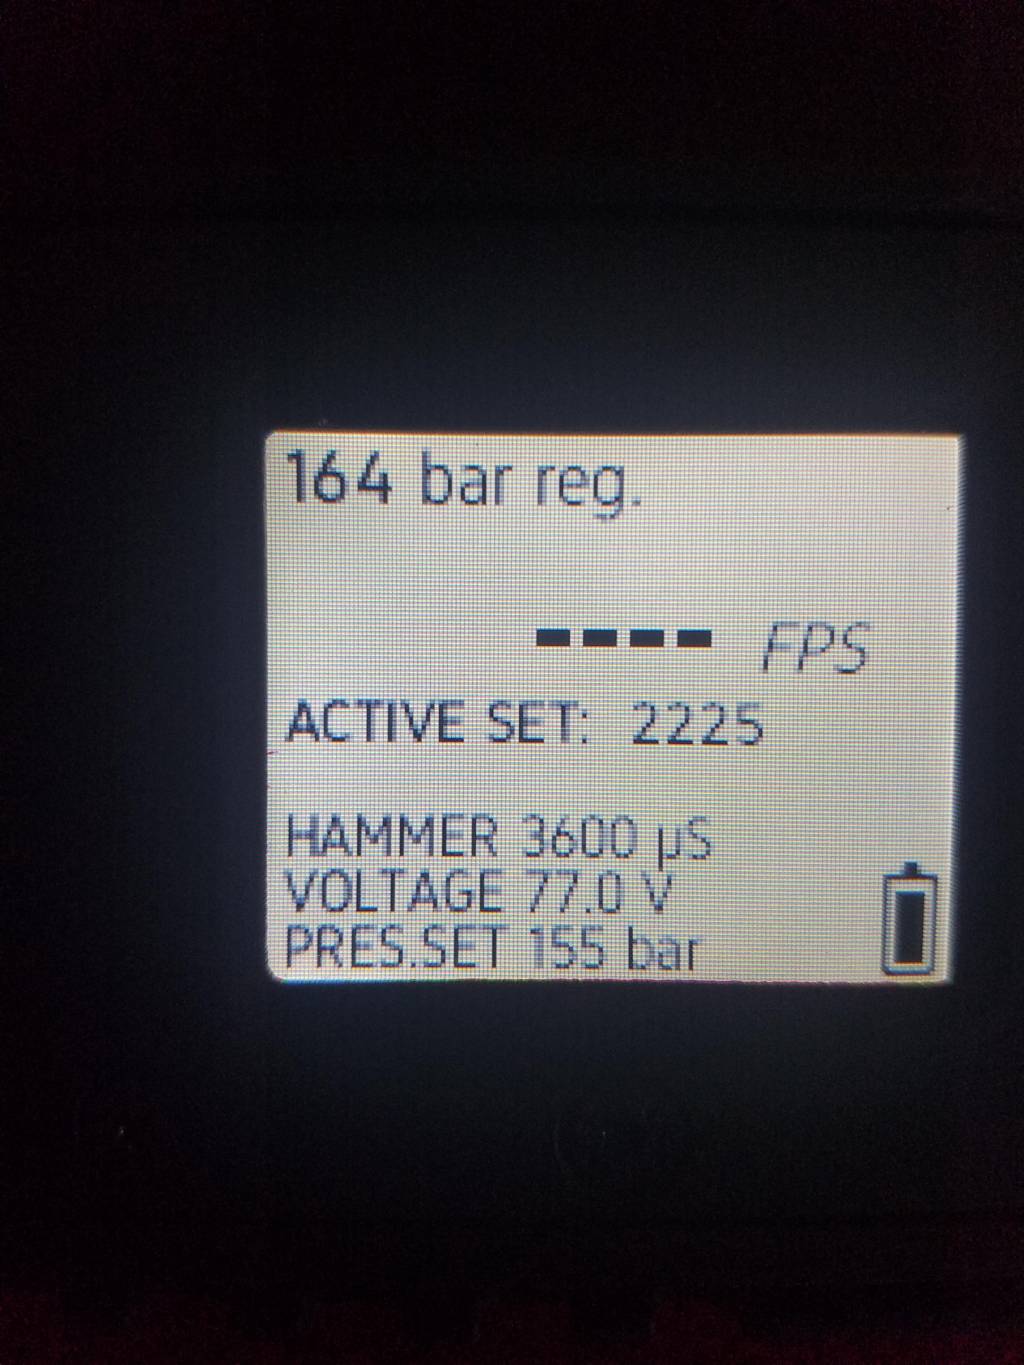 164 bar reg.
---- FPS
ACTIVE SET: 2225
HAMMER 3600 µS
VOLTAGE 77.0 V
PRES.SET 155 bar